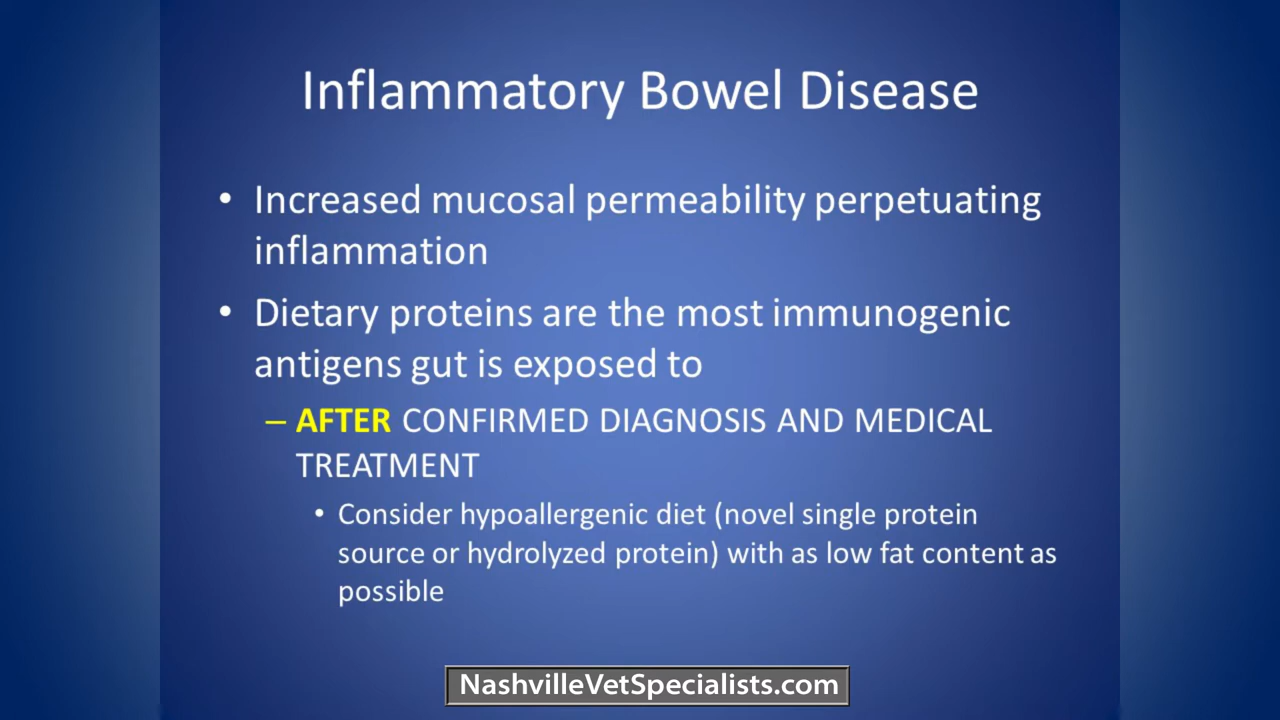 Inflammatory Bowel Disease
• Increased mucosal permeability perpetuating
inflammation
• Dietary proteins are the most immunogenic
antigens gut is exposed to
– AFTER CONFIRMED DIAGNOSIS AND MEDICAL
TREATMENT
• Consider hypoallergenic diet (novel single protein
source or hydrolyzed protein) with as low fat content as
possible
NashvilleVetSpecialists.com